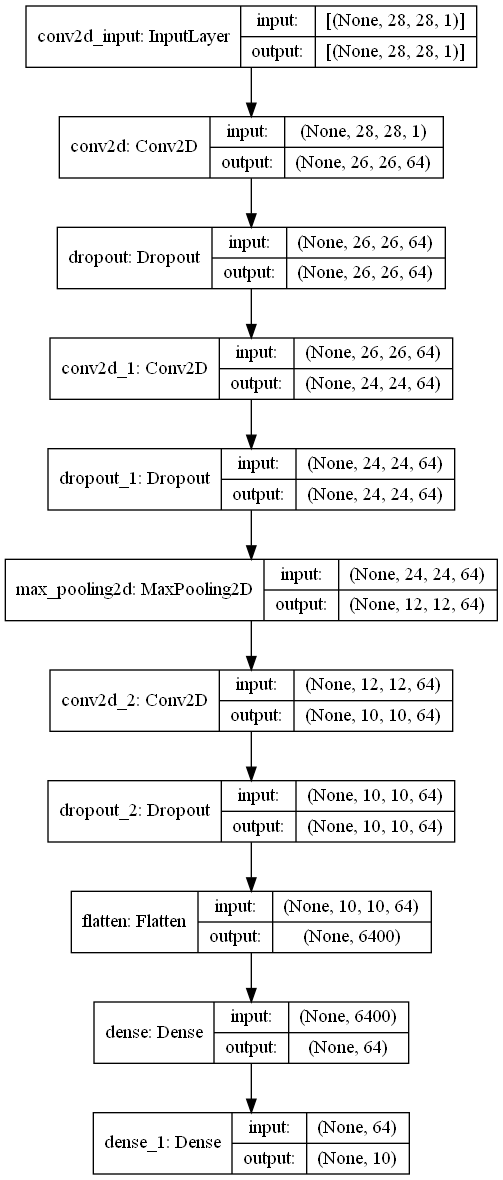 conv2d_input: InputLayer
input: [(None, 28, 28, 1)]
output: [(None, 28, 28, 1)]
conv2d: Conv2D
input: (None, 28, 28, 1)
output: (None, 26, 26, 64)
dropout: Dropout
input: (None, 26, 26, 64)
output: (None, 26, 26, 64)
conv2d_1: Conv2D
input: (None, 26, 26, 64)
output: (None, 24, 24, 64)
dropout_1: Dropout
input: (None, 24, 24, 64)
output: (None, 24, 24, 64)
max_pooling2d: MaxPooling2D
input: (None, 24, 24, 64)
output: (None, 12, 12, 64)
conv2d_2: Conv2D
input: (None, 12, 12, 64)
output: (None, 10, 10, 64)
dropout_2: Dropout
input: (None, 10, 10, 64)
output: (None, 10, 10, 64)
flatten: Flatten
input: (None, 10, 10, 64)
output: (None, 6400)
dense: Dense
input: (None, 6400)
output: (None, 64)
dense_1: Dense
input: (None, 64)
output: (None, 10)